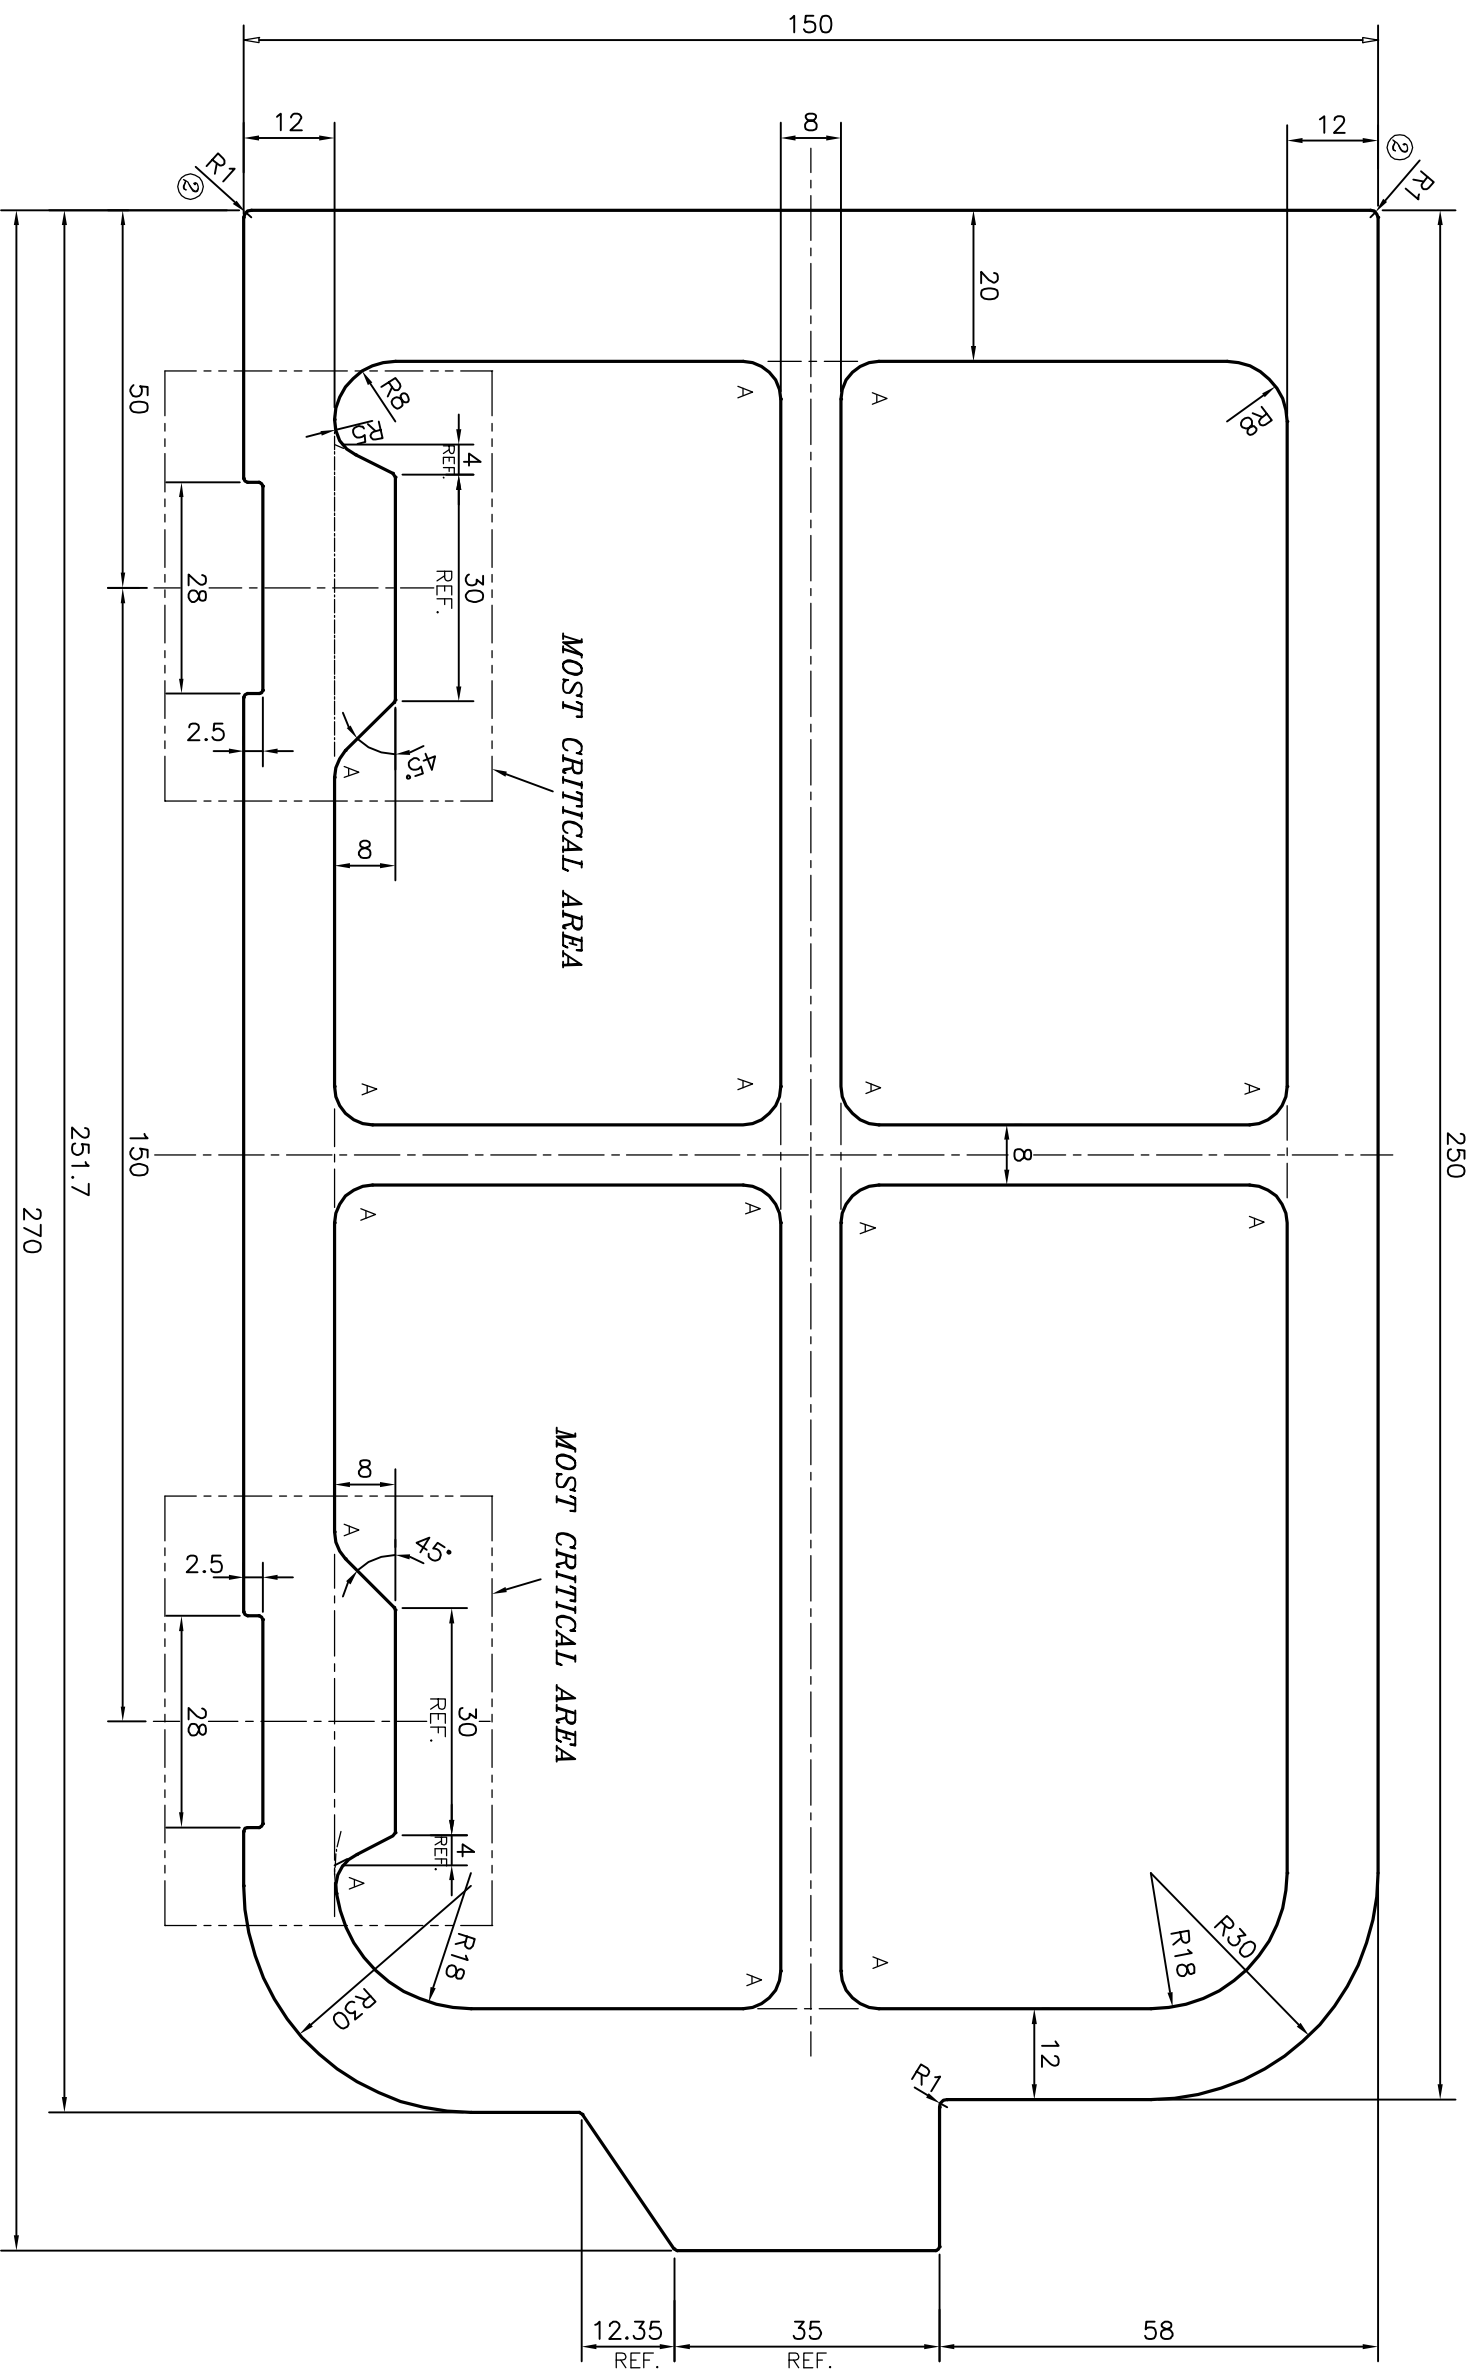 150
12
8
12
R1
②
R1
②
20
250
R8
R8
R5
A
A
4
REF.
30
REF.
50
28
2.5
45°
A
8
MOST CRITICAL AREA
A
A
A
A
8
150
251.7
270
A
A
A
A
MOST CRITICAL AREA
8
A
45°
2.5
28
30
REF.
4
REF.
A
R18
R30
A
A
R18
R30
12
R1
12.35
REF.
35
REF.
58